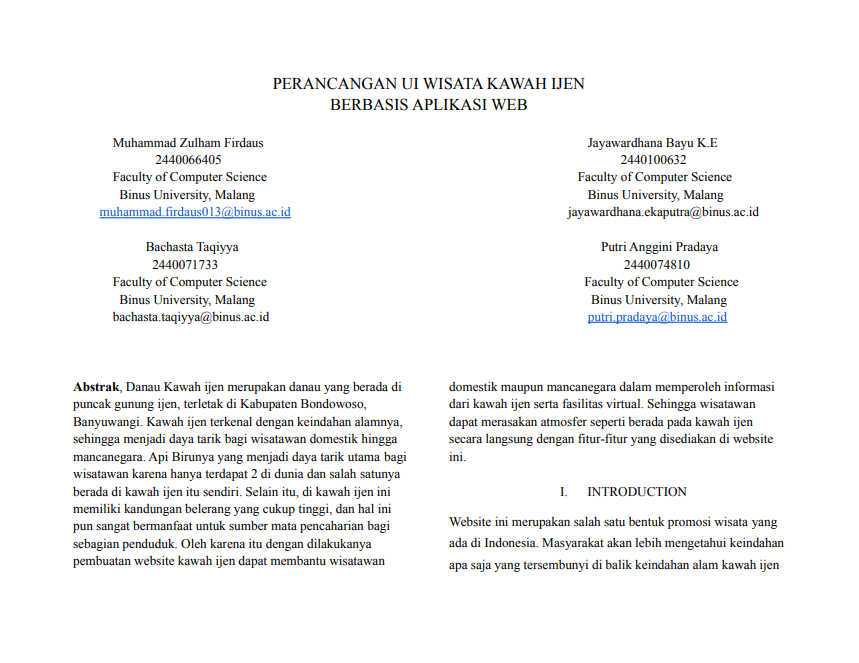 PERANCANGAN UI WISATA KAWAH IJEN
BERBASIS APLIKASI WEB
Muhammad Zulham Firdaus
2440066405
Faculty of Computer Science
Binus University, Malang
muhammad.firdaus013@binus.ac.id
Jayawardhana Bayu K.E
2440100632
Faculty of Computer Science
Binus University, Malang
jayawardhana.ekaputra@binus.ac.id
Bachasta Taqiyya
2440071733
Faculty of Computer Science
Binus University, Malang
bachasta.taqiyya@binus.ac.id
Putri Anggini Pradaya
2440074810
Faculty of Computer Science
Binus University, Malang
putri.pradaya@binus.ac.id
Abstrak, Danau Kawah ijen merupakan danau yang berada di
puncak gunung ijen, terletak di Kabupaten Bondowoso,
Banyuwangi. Kawah ijen terkenal dengan keindahan alamnya,
sehingga menjadi daya tarik bagi wisatawan domestik hingga
mancanegara. Api Birunya yang menjadi daya tarik utama bagi
wisatawan karena hanya terdapat 2 di dunia dan salah satunya
berada di kawah ijen itu sendiri. Selain itu, di kawah ijen ini
memiliki kandungan belerang yang cukup tinggi, dan hal ini
pun sangat bermanfaat untuk sumber mata pencaharian bagi
sebagian penduduk. Oleh karena itu dengan dilakukanya
pembuatan website kawah ijen dapat membantu wisatawan
domestik maupun mancanegara dalam memperoleh informasi
dari kawah ijen serta fasilitas virtual. Sehingga wisatawan
dapat merasakan atmosfer seperti berada pada kawah ijen
secara langsung dengan fitur-fitur yang disediakan di website
ini.
I. INTRODUCTION
Website ini merupakan salah satu bentuk promosi wisata yang
ada di Indonesia. Masyarakat akan lebih mengetahui keindahan
apa saja yang tersembunyi di balik keindahan alam kawah ijen